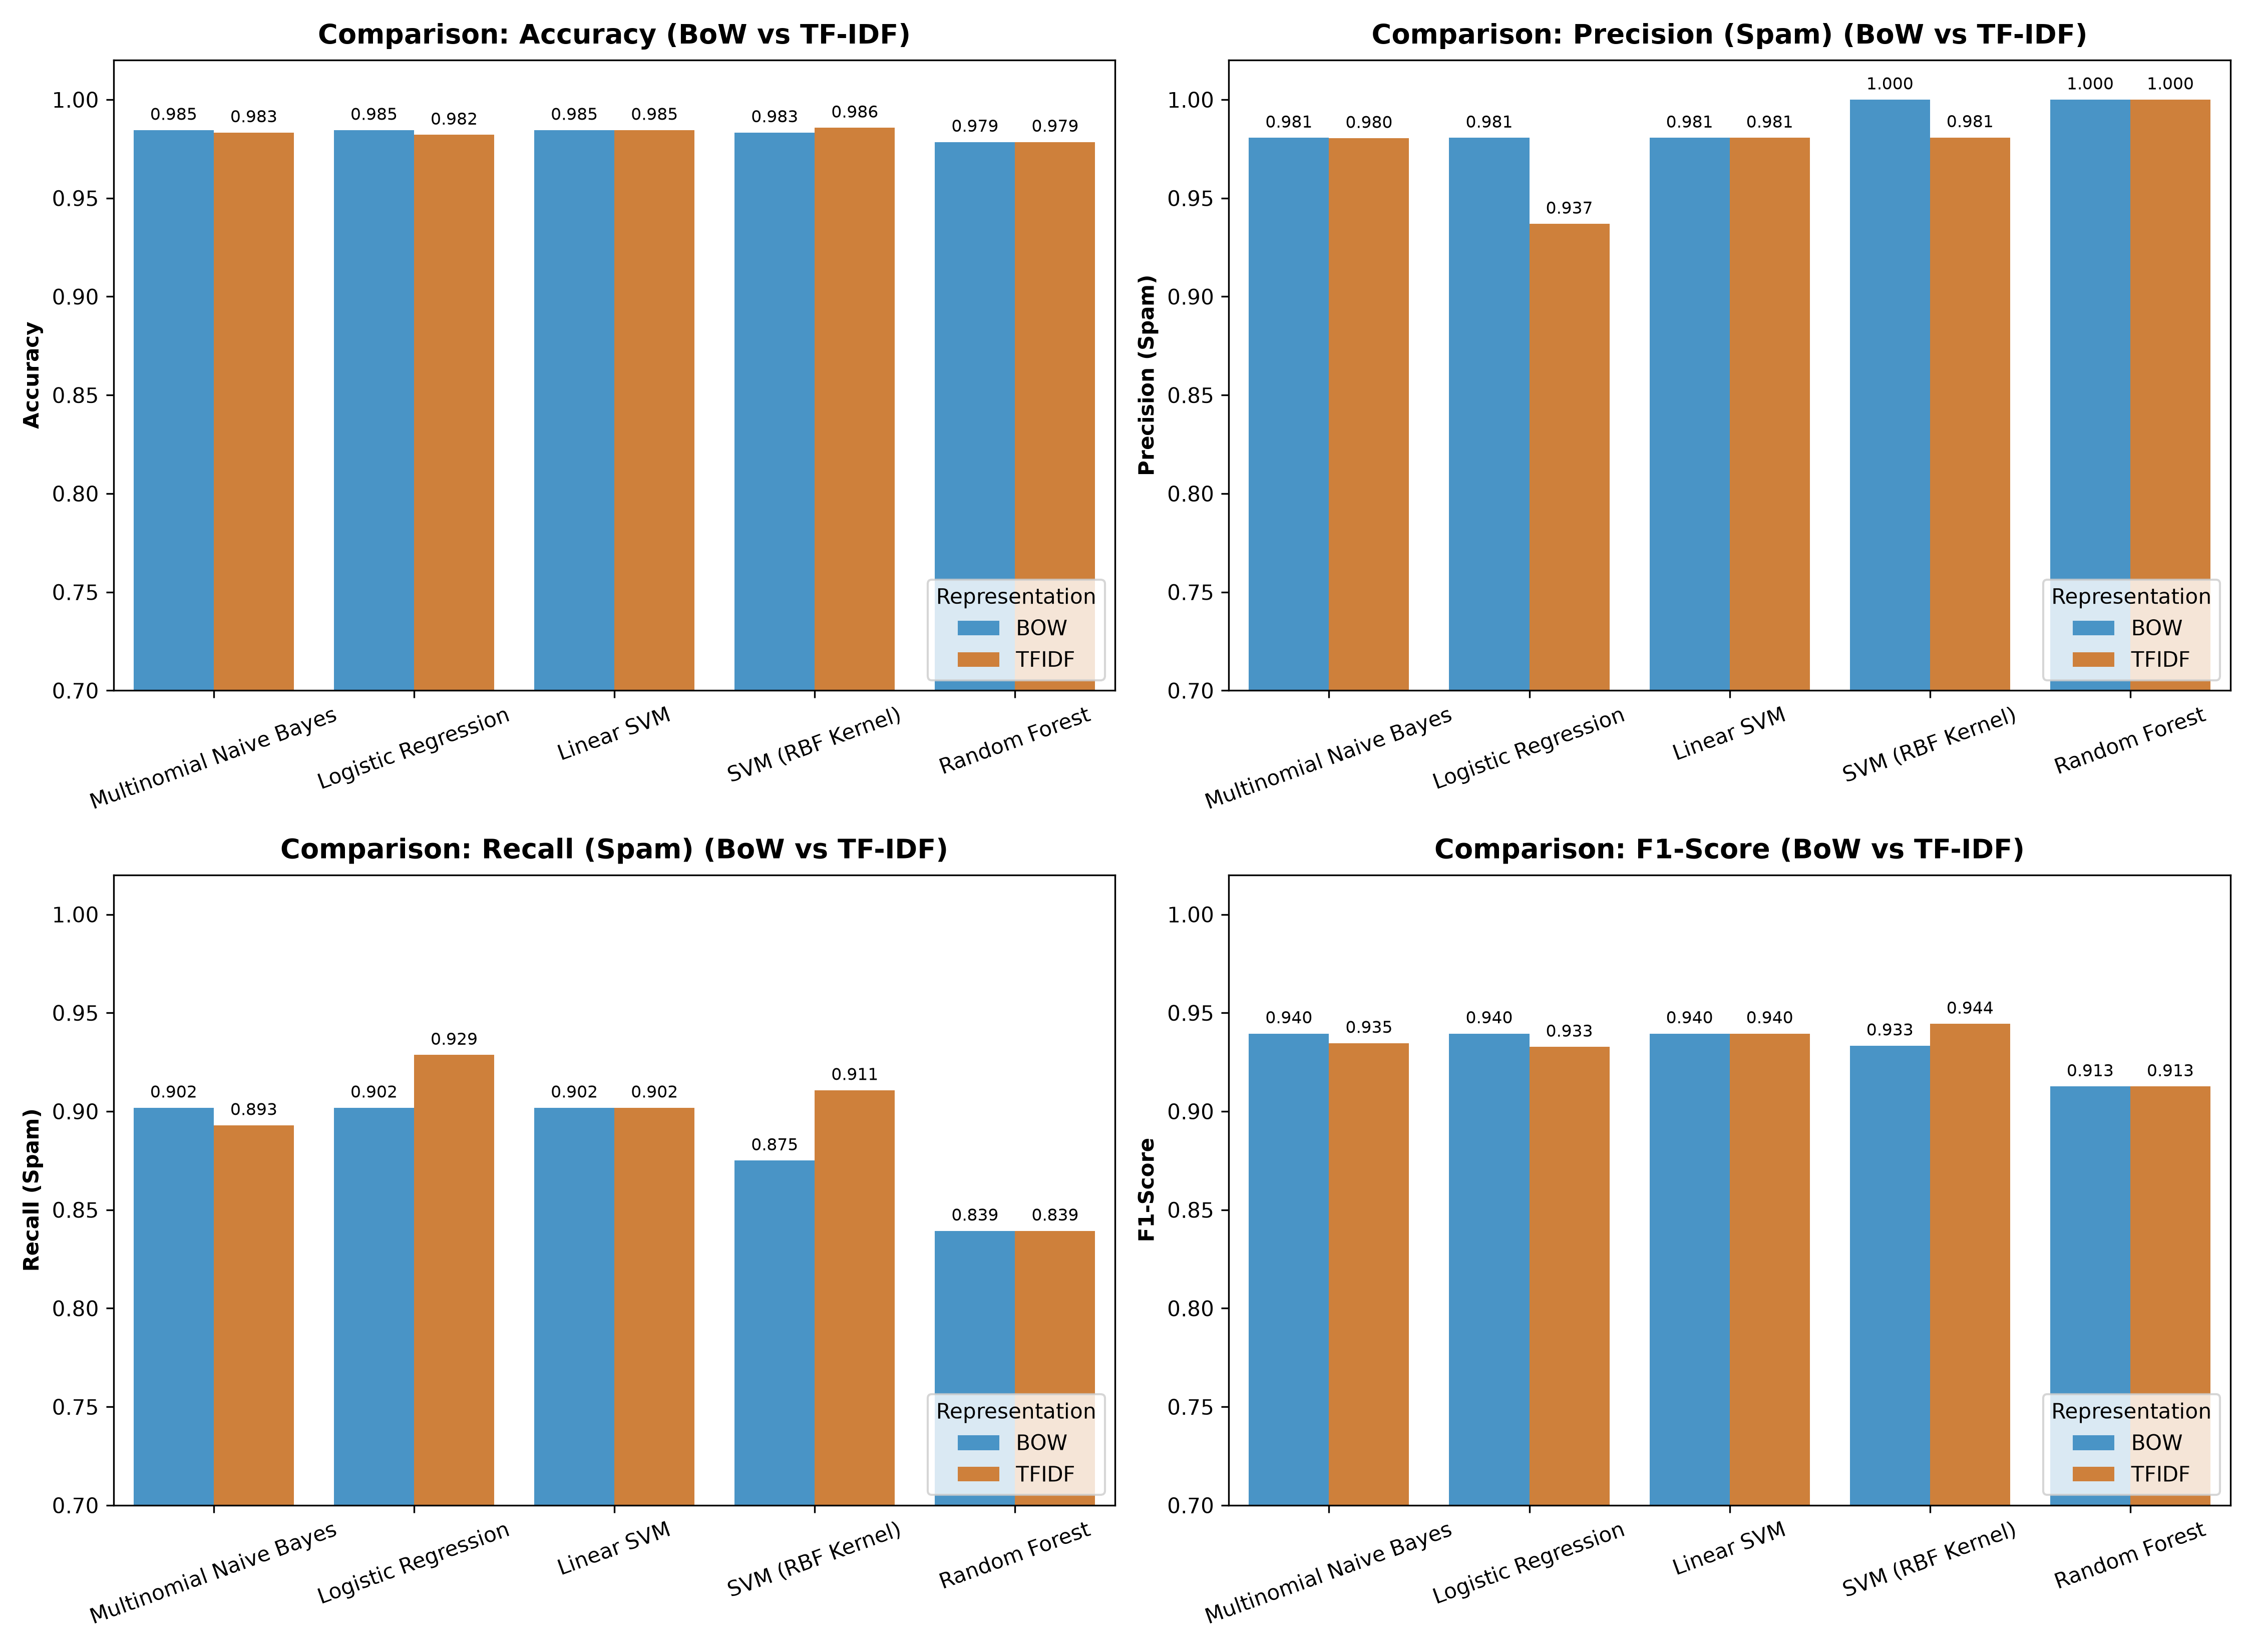 Comparison: Accuracy (BoW vs TF-IDF)
Accuracy
1.00
0.95
0.90
0.85
0.80
0.75
0.70
0.985 0.983 0.985 0.982 0.985 0.985 0.983 0.986 0.979 0.979
Representation
BOW
TFIDF
Multinomial Naive Bayes
Logistic Regression
Linear SVM
SVM (RBF Kernel)
Random Forest
Comparison: Precision (Spam) (BoW vs TF-IDF)
Precision (Spam)
1.00
0.95
0.90
0.85
0.80
0.75
0.70
0.981 0.980 0.981 0.937 0.981 0.981 1.000 0.981 1.000 1.000
Representation
BOW
TFIDF
Multinomial Naive Bayes
Logistic Regression
Linear SVM
SVM (RBF Kernel)
Random Forest
Comparison: Recall (Spam) (BoW vs TF-IDF)
Recall (Spam)
1.00
0.95
0.90
0.85
0.80
0.75
0.70
0.902 0.893 0.902 0.929 0.902 0.902 0.875 0.911 0.839 0.839
Representation
BOW
TFIDF
Multinomial Naive Bayes
Logistic Regression
Linear SVM
SVM (RBF Kernel)
Random Forest
Comparison: F1-Score (BoW vs TF-IDF)
F1-Score
1.00
0.95
0.90
0.85
0.80
0.75
0.70
0.940 0.935 0.940 0.933 0.940 0.940 0.933 0.944 0.913 0.913
Representation
BOW
TFIDF
Multinomial Naive Bayes
Logistic Regression
Linear SVM
SVM (RBF Kernel)
Random Forest